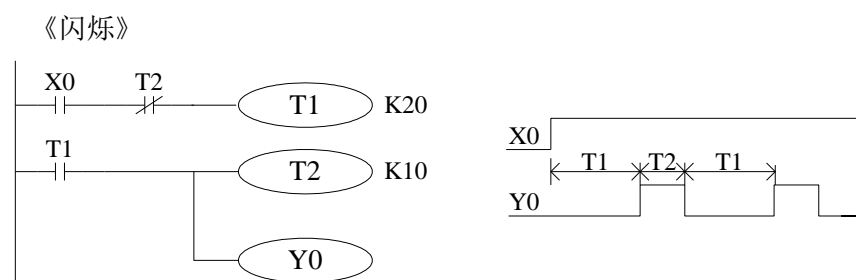 《闪烁》
X0 T2 T1 K20
T1 T2 K10
Y0
X0
T1 T2 T1
Y0